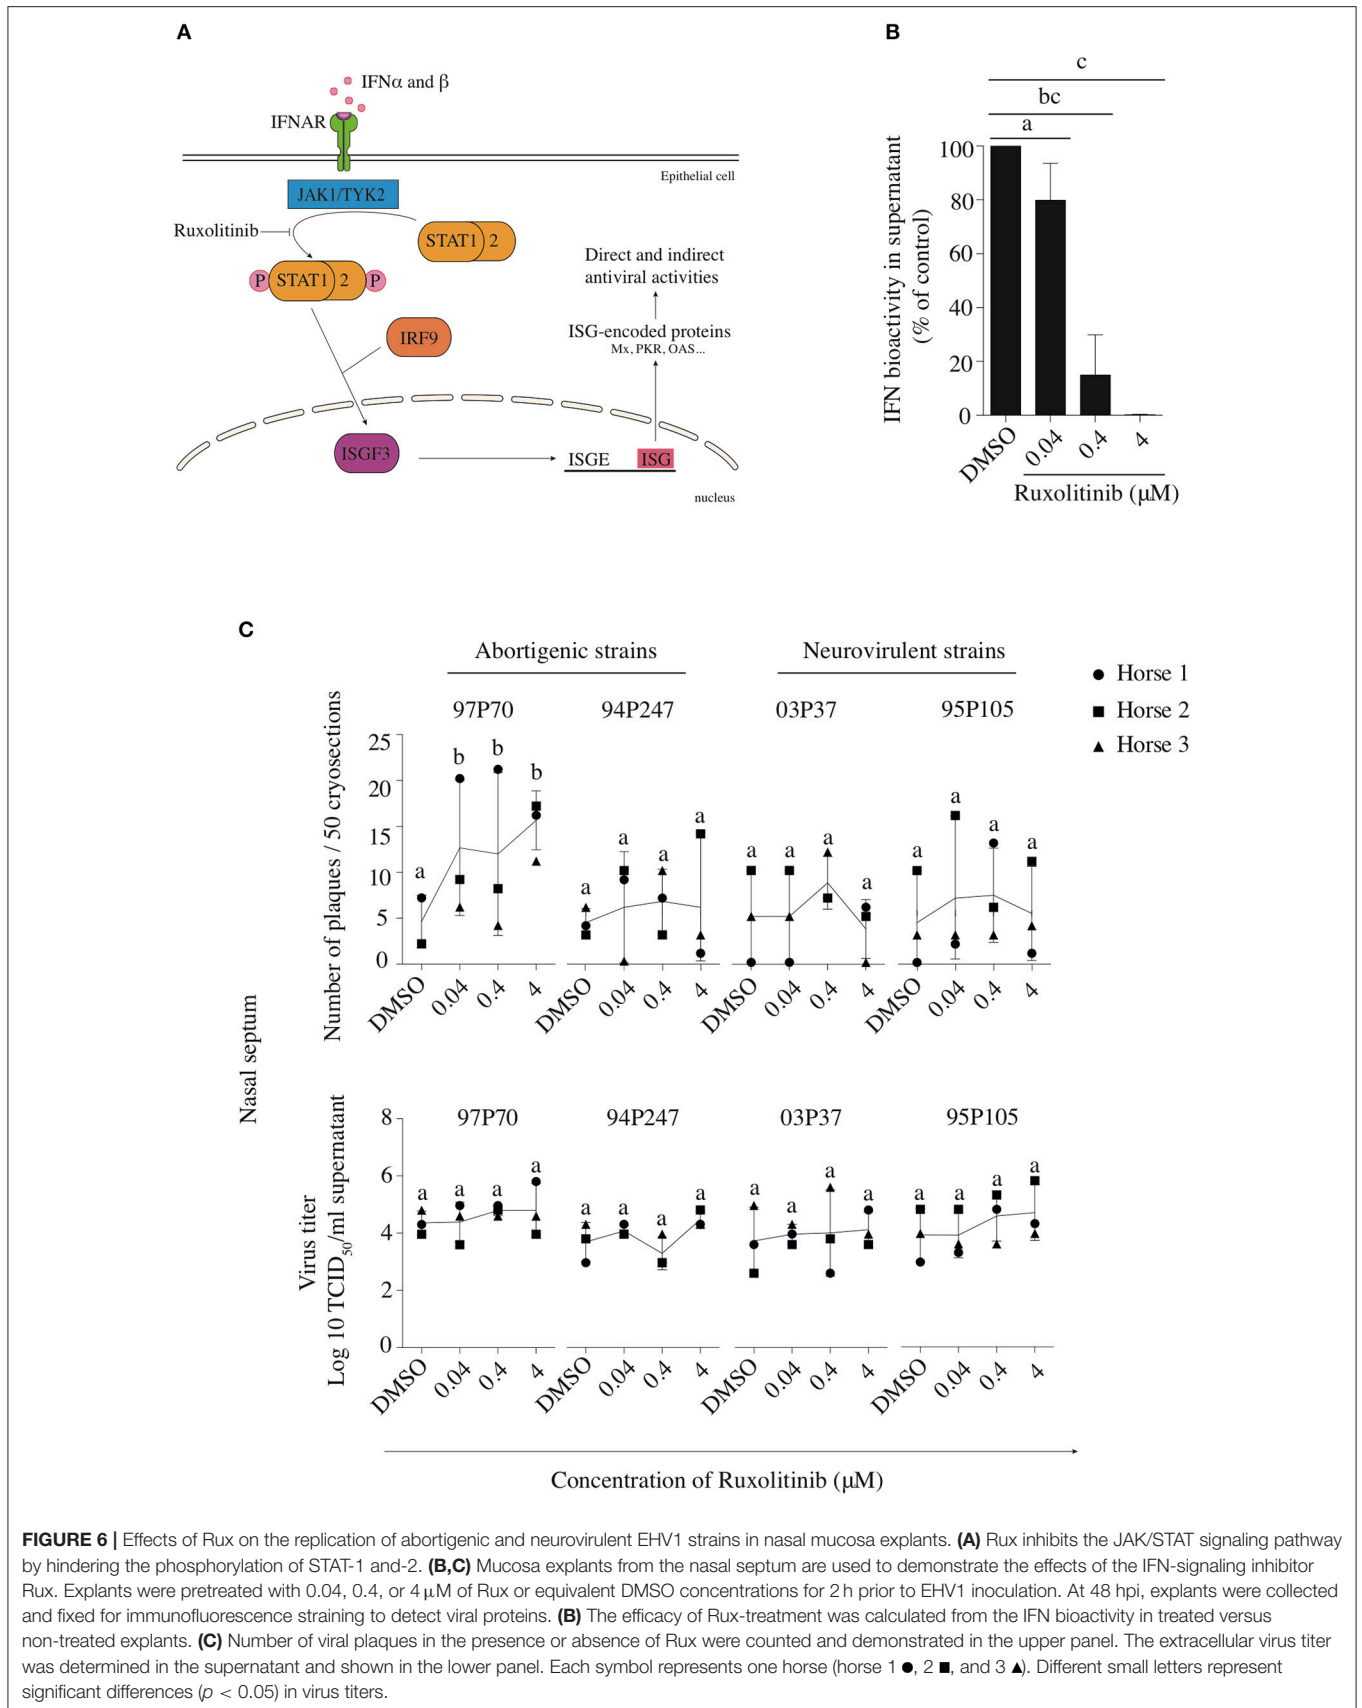 A
IFNα and β
IFNAR
Epithelial cell
JAK1/TYK2
Ruxolitinib
STAT1 2
P STAT1 2 P
Direct and indirect
antiviral activities
IRF9
ISG-encoded proteins
Mx, PKR, OAS...
ISGF3
ISGE ISG
nucleus
B
c
bc
a
IFN bioactivity in supernatant
(% of control)
100
80
60
40
20
0
DMSO 0.04 0.4 4
Ruxolitinib (μM)
C
Abortigenic strains Neurovirulent strains
Horse 1
Horse 2
Horse 3
97P70 94P247 03P37 95P105
Nasal septum
Number of plaques / 50 cryosections
25
20
15
10
5
0
a b b b a a a a a a a a a a a a
DMSO 0.04 0.4 4 DMSO 0.04 0.4 4 DMSO 0.04 0.4 4 DMSO 0.04 0.4 4
97P70 94P247 03P37 95P105
Virus titer
Log 10 TCID50/ml supernatant
8
6
4
2
0
a a a a a a a a a a a a a a a a
DMSO 0.04 0.4 4 DMSO 0.04 0.4 4 DMSO 0.04 0.4 4 DMSO 0.04 0.4 4
Concentration of Ruxolitinib (μM)
FIGURE 6 | Effects of Rux on the replication of abortigenic and neurovirulent EHV1 strains in nasal mucosa explants. (A) Rux inhibits the JAK/STAT signaling pathway
by hindering the phosphorylation of STAT-1 and-2. (B,C) Mucosa explants from the nasal septum are used to demonstrate the effects of the IFN-signaling inhibitor
Rux. Explants were pretreated with 0.04, 0.4, or 4 μM of Rux or equivalent DMSO concentrations for 2 h prior to EHV1 inoculation. At 48 hpi, explants were collected
and fixed for immunofluorescence straining to detect viral proteins. (B) The efficacy of Rux-treatment was calculated from the IFN bioactivity in treated versus
non-treated explants. (C) Number of viral plaques in the presence or absence of Rux were counted and demonstrated in the upper panel. The extracellular virus titer
was determined in the supernatant and shown in the lower panel. Each symbol represents one horse (horse 1 ●, 2 ■, and 3 ▲). Different small letters represent
significant differences (p < 0.05) in virus titers.